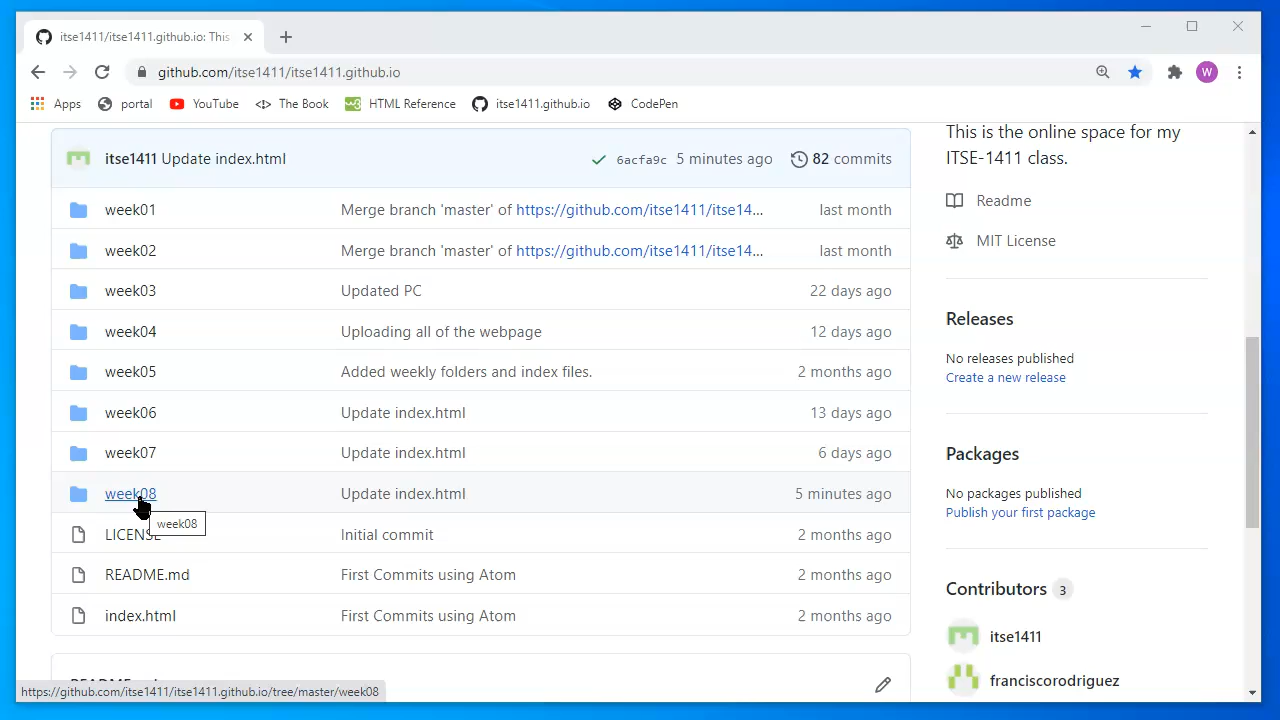 itse1411/itse1411.github.io: This
github.com/itse1411/itse1411.github.io
W
Apps portal YouTube The Book HTML Reference itse1411.github.io CodePen
itse1411 Update index.html 6acfa9c 5 minutes ago 82 commits
week01 Merge branch 'master' of https://github.com/itse1411/itse14... last month
week02 Merge branch 'master' of https://github.com/itse1411/itse14... last month
week03 Updated PC 22 days ago
week04 Uploading all of the webpage 12 days ago
week05 Added weekly folders and index files. 2 months ago
week06 Update index.html 13 days ago
week07 Update index.html 6 days ago
week08 Update index.html 5 minutes ago
week08
LICENSE Initial commit 2 months ago
README.md First Commits using Atom 2 months ago
index.html First Commits using Atom 2 months ago
https://github.com/itse1411/itse1411.github.io/tree/master/week08
This is the online space for my
ITSE-1411 class.
Readme
MIT License
Releases
No releases published
Create a new release
Packages
No packages published
Publish your first package
Contributors 3
itse1411
franciscorodriguez